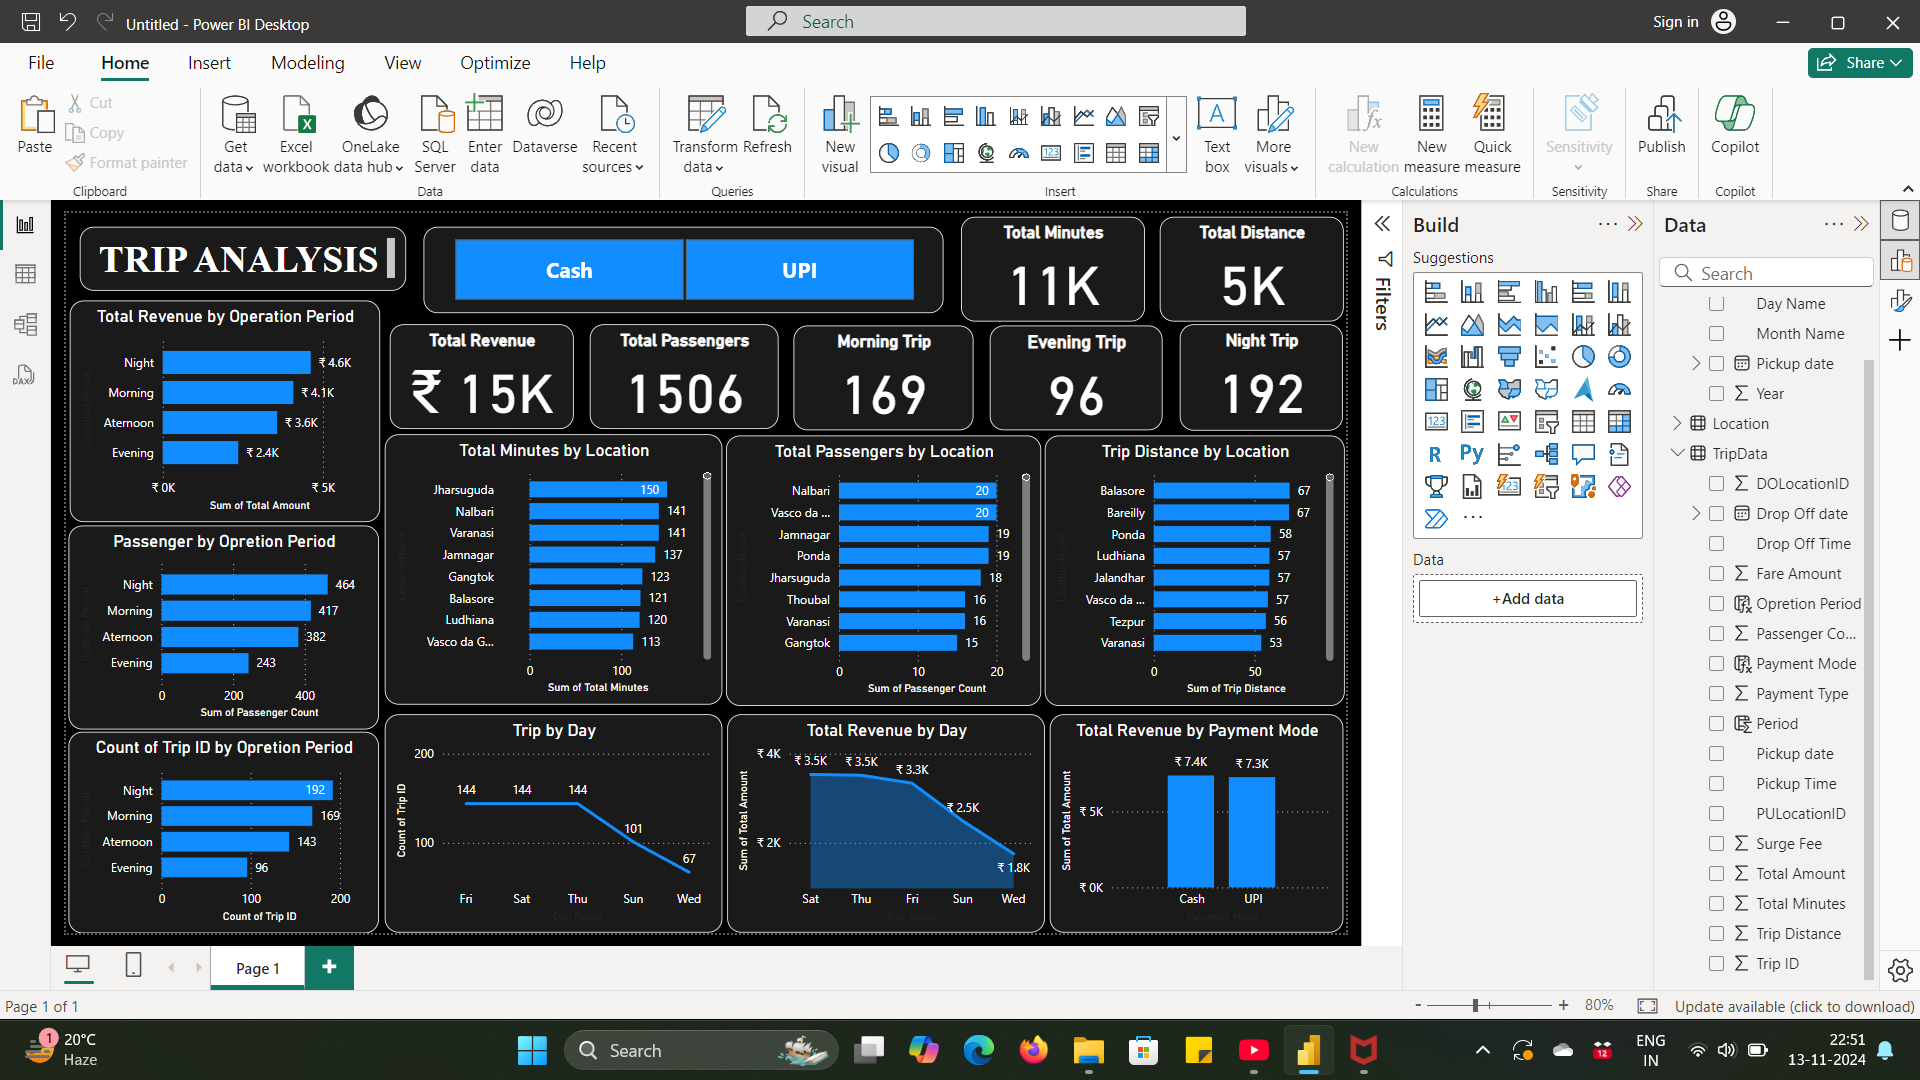 Untitled - Power BI Desktop
Search
Sign in
File
Home
Insert
Modeling
View
Optimize
Help
Share
Paste
Cut
Copy
Format painter
Clipboard
Get data
Excel workbook
OneLake data hub
SQL Server
Enter data
Dataverse
Recent sources
Data
Transform data
Refresh
Queries
New visual
Text box
More visuals
Insert
New calculation
New measure
Quick measure
Calculations
Sensitivity
Sensitivity
Publish
Share
Copilot
Copilot
TRIP ANALYSIS
Cash
UPI
Total Minutes
11K
Total Distance
5K
Total Revenue
₹ 15K
Total Passengers
1506
Morning Trip
169
Evening Trip
96
Night Trip
192
Total Revenue by Operation Period
Night ₹ 4.6K
Morning ₹ 4.1K
Aternoon ₹ 3.6K
Evening ₹ 2.4K
₹ 0K ₹ 5K
Sum of Total Amount
Passenger by Opretion Period
Night 464
Morning 417
Aternoon 382
Evening 243
0 200 400
Sum of Passenger Count
Count of Trip ID by Opretion Period
Night 192
Morning 169
Aternoon 143
Evening 96
0 100 200
Count of Trip ID
Total Minutes by Location
Jharsuguda 150
Nalbari 141
Varanasi 141
Jamnagar 137
Gangtok 123
Balasore 121
Ludhiana 120
Vasco da G... 113
0 100
Sum of Total Minutes
Total Passengers by Location
Nalbari 20
Vasco da ... 20
Jamnagar 19
Ponda 19
Jharsuguda 18
Thoubal 16
Varanasi 16
Gangtok 15
0 10 20
Sum of Passenger Count
Trip Distance by Location
Balasore 67
Bareilly 67
Ponda 58
Ludhiana 57
Jalandhar 57
Vasco da ... 57
Tezpur 56
Varanasi 53
0 50
Sum of Trip Distance
Trip by Day
Count of Trip ID
200
100
144 144 144 101 67
Fri Sat Thu Sun Wed
Day Name
Total Revenue by Day
Sum of Total Amount
₹ 4K
₹ 2K
₹ 3.5K ₹ 3.5K ₹ 3.3K ₹ 2.5K ₹ 1.8K
Sat Thu Fri Sun Wed
Day Name
Total Revenue by Payment Mode
Sum of Total Amount
₹ 7.4K ₹ 7.3K
₹ 5K
₹ 0K
Cash UPI
Payment Mode
Filters
Build
Suggestions
123
R
Py
Data
+Add data
Data
Search
Day Name
Month Name
Pickup date
Year
Location
TripData
DOLocationID
Drop Off date
Drop Off Time
Fare Amount
Opretion Period
Passenger Co...
Payment Mode
Payment Type
Period
Pickup date
Pickup Time
PULocationID
Surge Fee
Total Amount
Total Minutes
Trip Distance
Trip ID
Page 1
Page 1 of 1
- + 80%
Update available (click to download)
1
20°C
Haze
Search
12
ENG
IN
22:51
13-11-2024